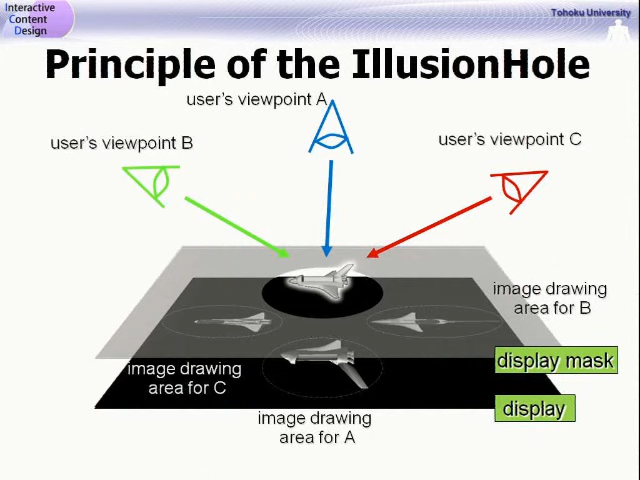 Interactive
Content
Design
Tohoku University
Principle of the IllusionHole
user's viewpoint A
user's viewpoint B
user's viewpoint C
image drawing
area for B
display mask
image drawing
area for C
display
image drawing
area for A